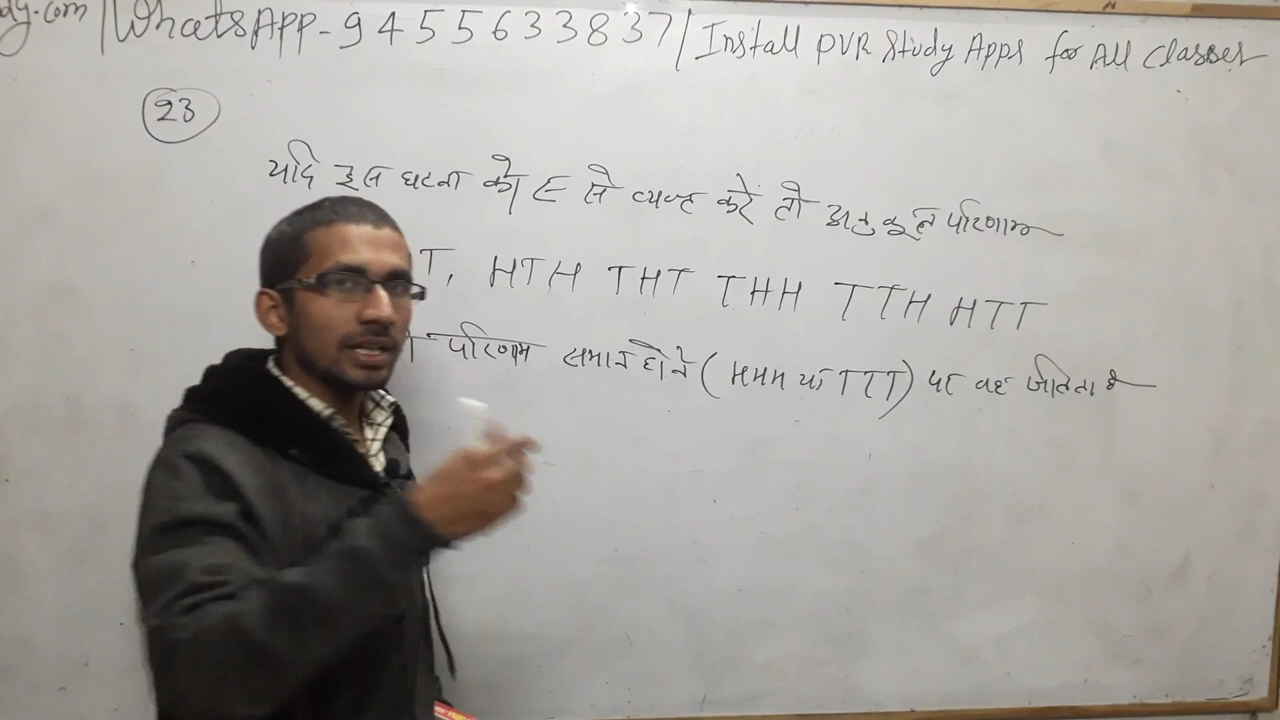 dy.com | WhatsApp-9455633837 | Install PVR Study Apps for All Classes
23
यदि इस घटना को E से व्यक्त करें तो अनुकूल परिणाम
T, HTH THT THH TTH HTT
परिणाम समान होने (HHH या TTT) पर वह जीतता है